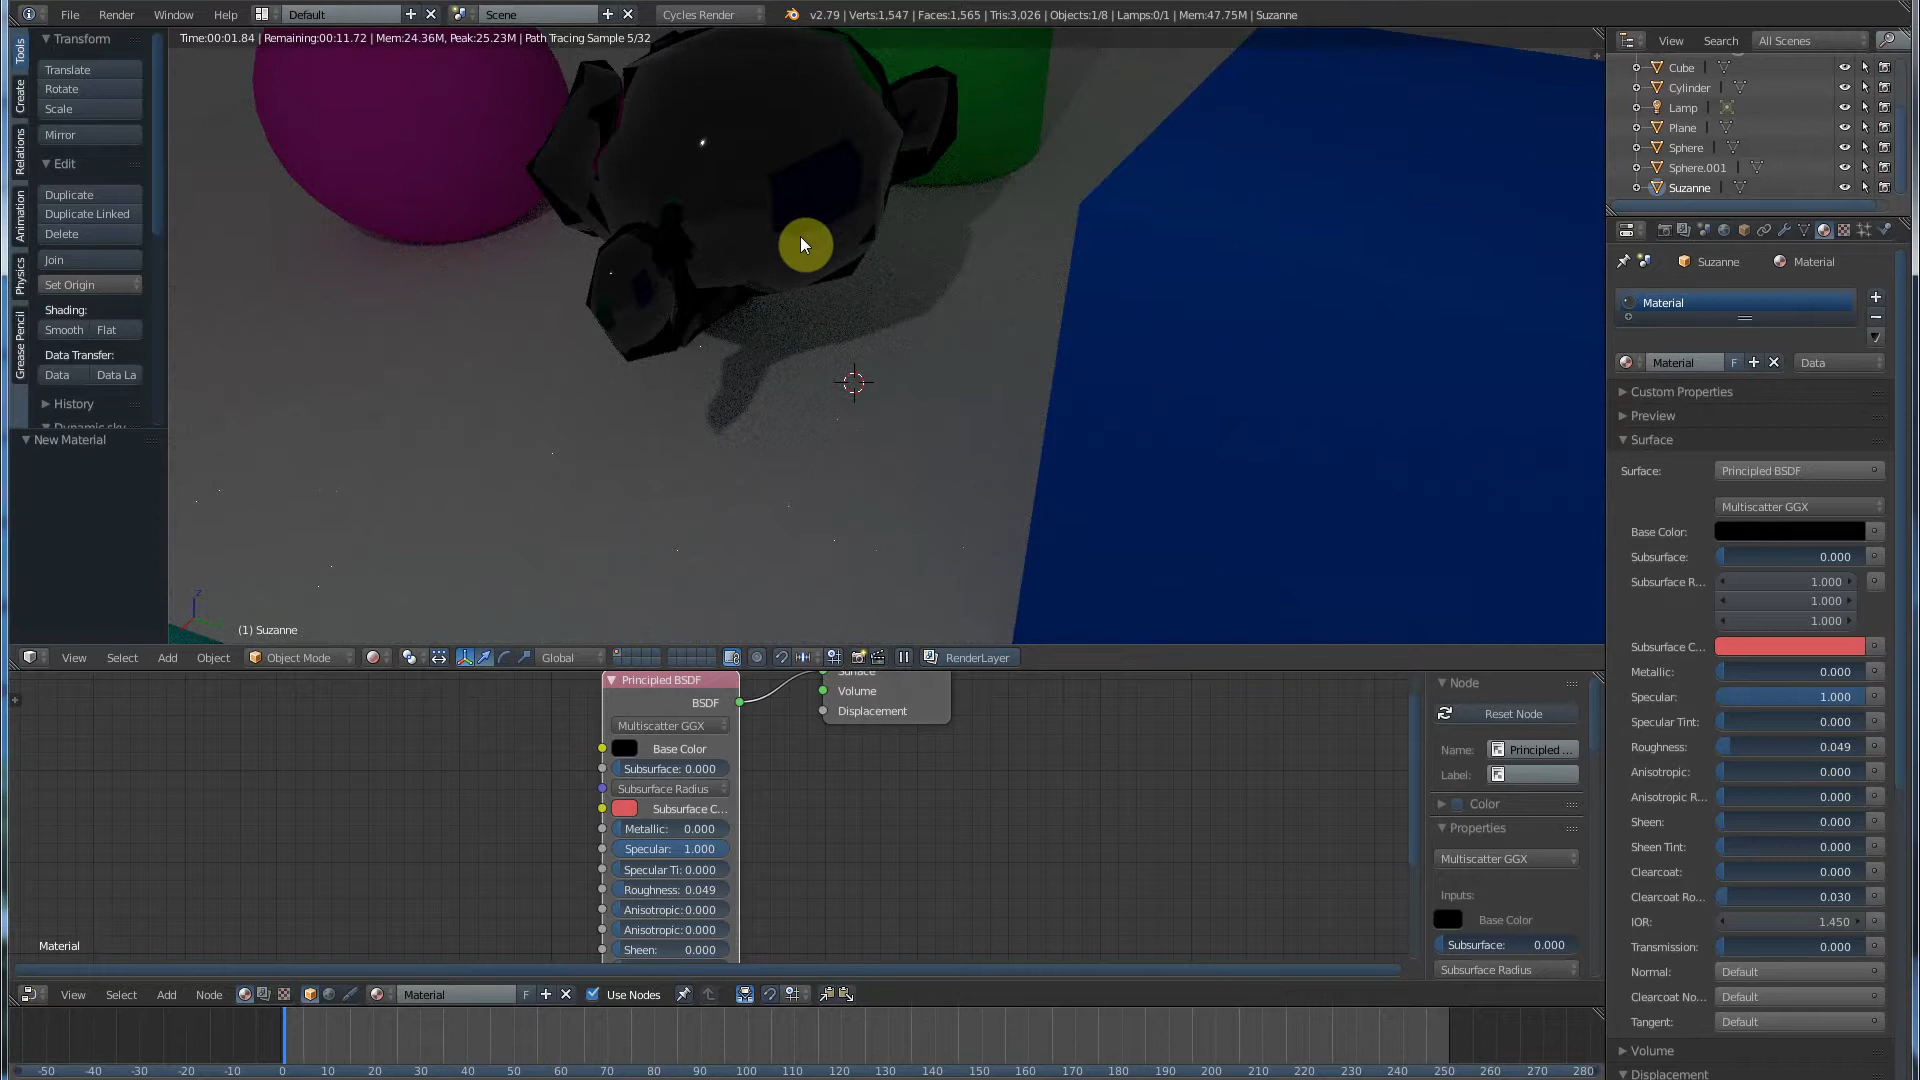 File Render Window Help Default Scene Cycles Render v2.79 | Verts:1,547 | Faces:1,565 | Tris:3,026 | Objects:1/8 | Lamps:0/1 | Mem:47.75M | Suzanne
Time:00:01.84 | Remaining:00:11.72 | Mem:24.36M, Peak:25.23M | Path Tracing Sample 5/32
Tools
Create
Relations
Animation
Physics
Grease Pencil
Transform
Translate
Rotate
Scale
Mirror
Edit
Duplicate
Duplicate Linked
Delete
Join
Set Origin
Shading:
Smooth Flat
Data Transfer:
Data Data La
History
Dynamic sky
New Material
(1) Suzanne
View Select Add Object Object Mode Global RenderLayer
Principled BSDF
BSDF
Multiscatter GGX
Base Color
Subsurface: 0.000
Subsurface Radius
Subsurface C...
Metallic: 0.000
Specular: 1.000
Specular Ti: 0.000
Roughness: 0.049
Anisotropic: 0.000
Anisotropic: 0.000
Sheen: 0.000
Surface
Volume
Displacement
Material
Node
Reset Node
Name: Principled ...
Label:
Color
Properties
Multiscatter GGX
Inputs:
Base Color
Subsurface: 0.000
Subsurface Radius
View Select Add Node Material F Use Nodes
-50 -40 -30 -20 -10 0 10 20 30 40 50 60 70 80 90 100 110 120 130 140 150 160 170 180 190 200 210 220 230 240 250 260 270 280
View Search All Scenes
Cube
Cylinder
Lamp
Plane
Sphere
Sphere.001
Suzanne
Suzanne Material
Material
Material F Data
Custom Properties
Preview
Surface
Surface: Principled BSDF
Multiscatter GGX
Base Color:
Subsurface: 0.000
Subsurface R... 1.000
1.000
1.000
Subsurface C...
Metallic: 0.000
Specular: 1.000
Specular Tint: 0.000
Roughness: 0.049
Anisotropic: 0.000
Anisotropic R... 0.000
Sheen: 0.000
Sheen Tint: 0.000
Clearcoat: 0.000
Clearcoat Ro... 0.030
IOR: 1.450
Transmission: 0.000
Normal: Default
Clearcoat No... Default
Tangent: Default
Volume
Displacement